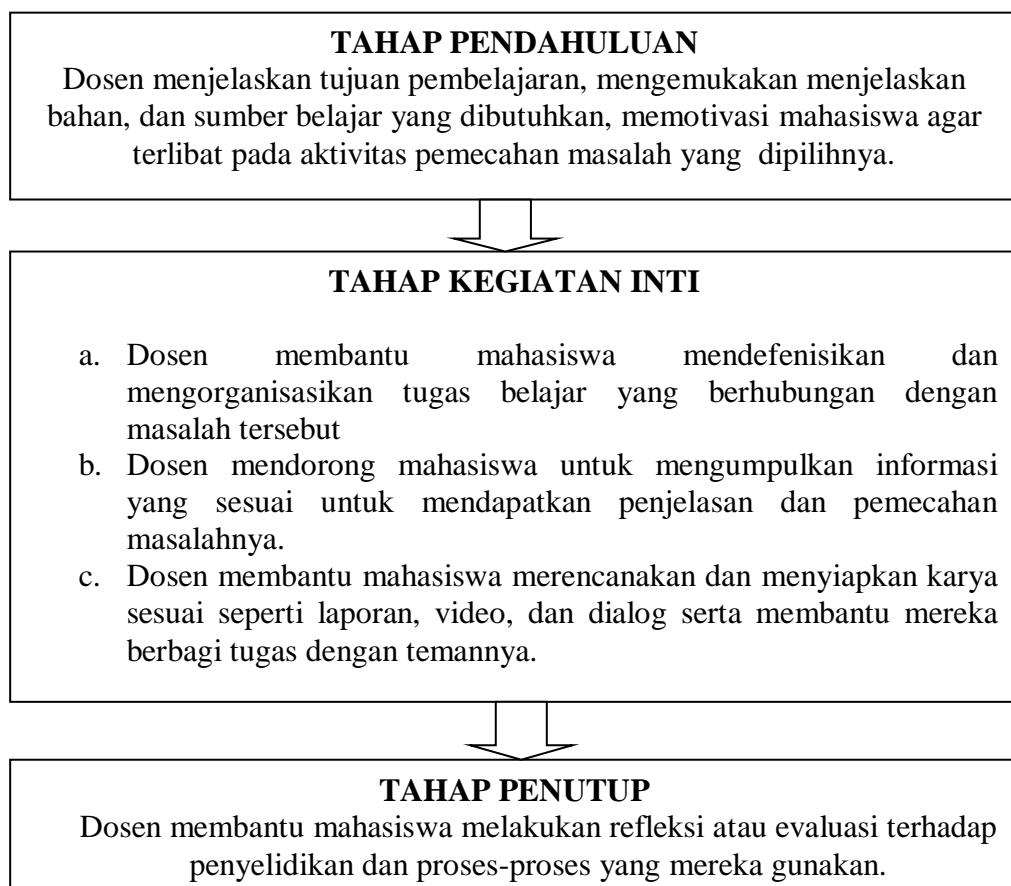 TAHAP PENDAHULUAN
Dosen menjelaskan tujuan pembelajaran, mengemukakan menjelaskan
bahan, dan sumber belajar yang dibutuhkan, memotivasi mahasiswa agar
terlibat pada aktivitas pemecahan masalah yang dipilihnya.
TAHAP KEGIATAN INTI
a. Dosen membantu mahasiswa mendefenisikan dan
mengorganisasikan tugas belajar yang berhubungan dengan
masalah tersebut
b. Dosen mendorong mahasiswa untuk mengumpulkan informasi
yang sesuai untuk mendapatkan penjelasan dan pemecahan
masalahnya.
c. Dosen membantu mahasiswa merencanakan dan menyiapkan karya
sesuai seperti laporan, video, dan dialog serta membantu mereka
berbagi tugas dengan temannya.
TAHAP PENUTUP
Dosen membantu mahasiswa melakukan refleksi atau evaluasi terhadap
penyelidikan dan proses-proses yang mereka gunakan.